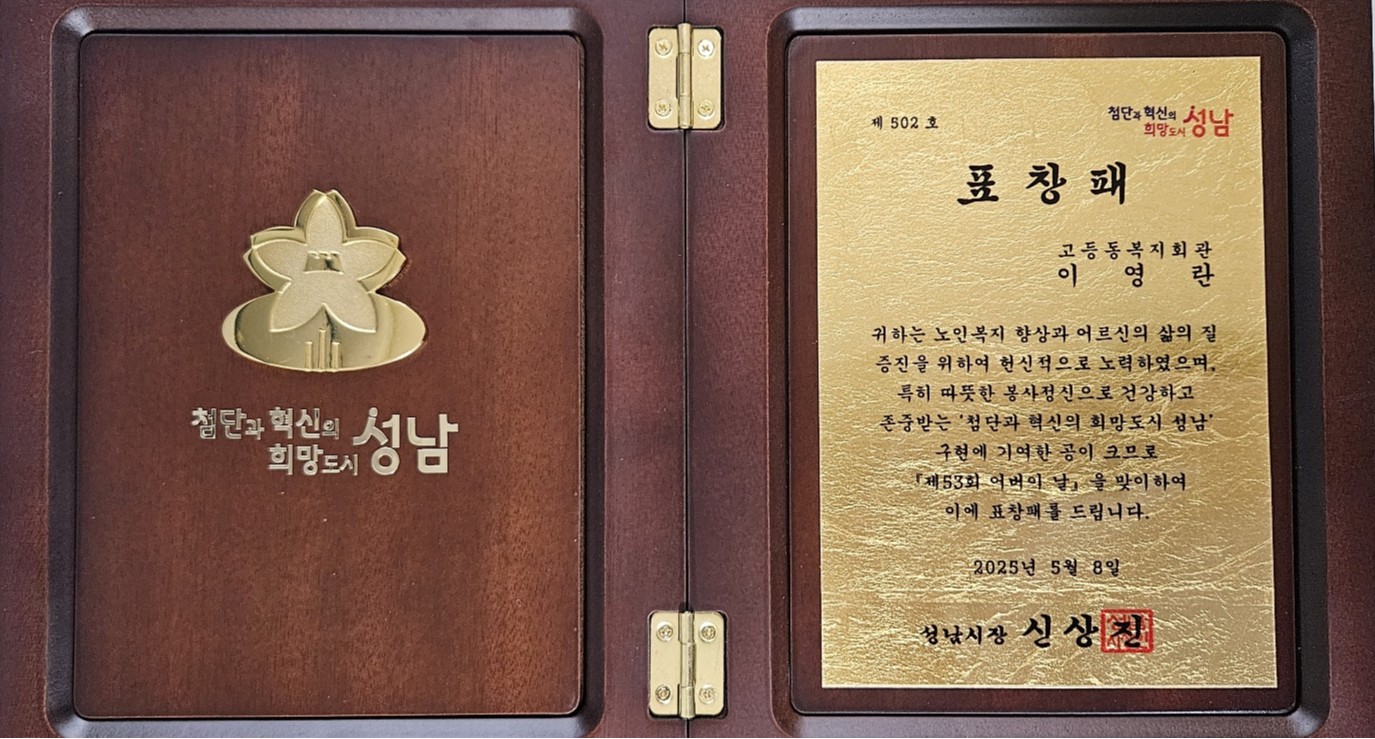 첨단과 혁신의
희망도시 성남
제 502 호
첨단과 혁신의
희망도시 성남
표창패
고등동복지회관
이영란
귀하는 노인복지 향상과 어르신의 삶의 질
증진을 위하여 헌신적으로 노력하였으며,
특히 따뜻한 봉사정신으로 건강하고
존중받는 '첨단과 혁신의 희망도시 성남'
구현에 기여한 공이 크므로
『제53회 어버이 날』을 맞이하여
이에 표창패를 드립니다.
2025년 5월 8일
성남시장 신상진